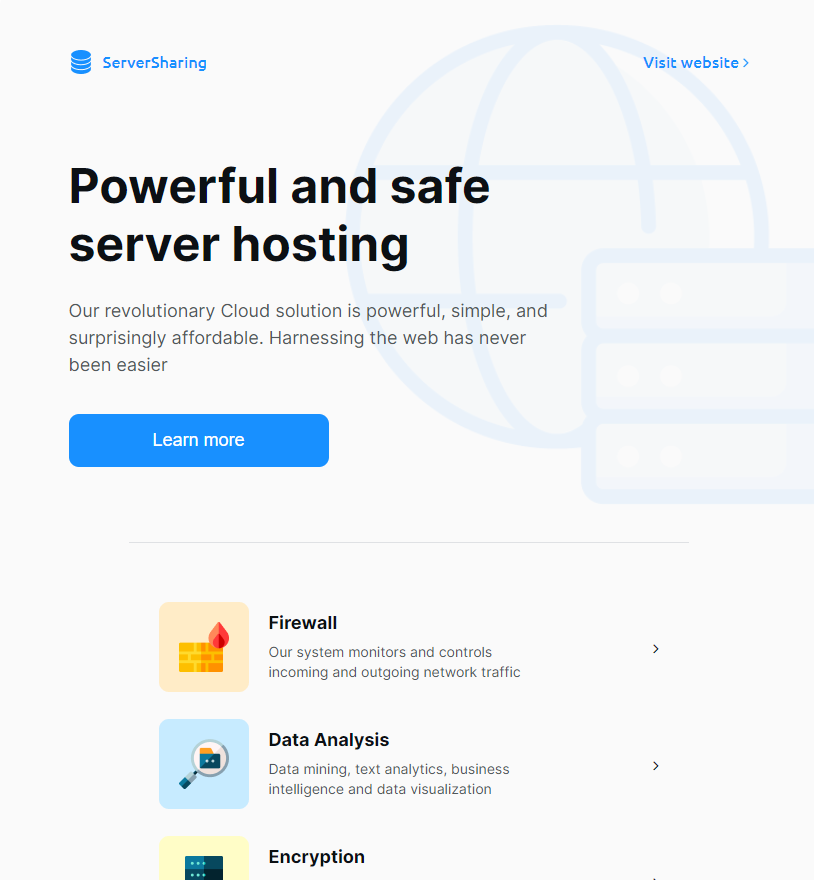 ServerSharing
Visit website
Powerful and safe
server hosting
Our revolutionary Cloud solution is powerful, simple, and
surprisingly affordable. Harnessing the web has never
been easier
Learn more
Firewall
Our system monitors and controls
incoming and outgoing network traffic
Data Analysis
Data mining, text analytics, business
intelligence and data visualization
Encryption